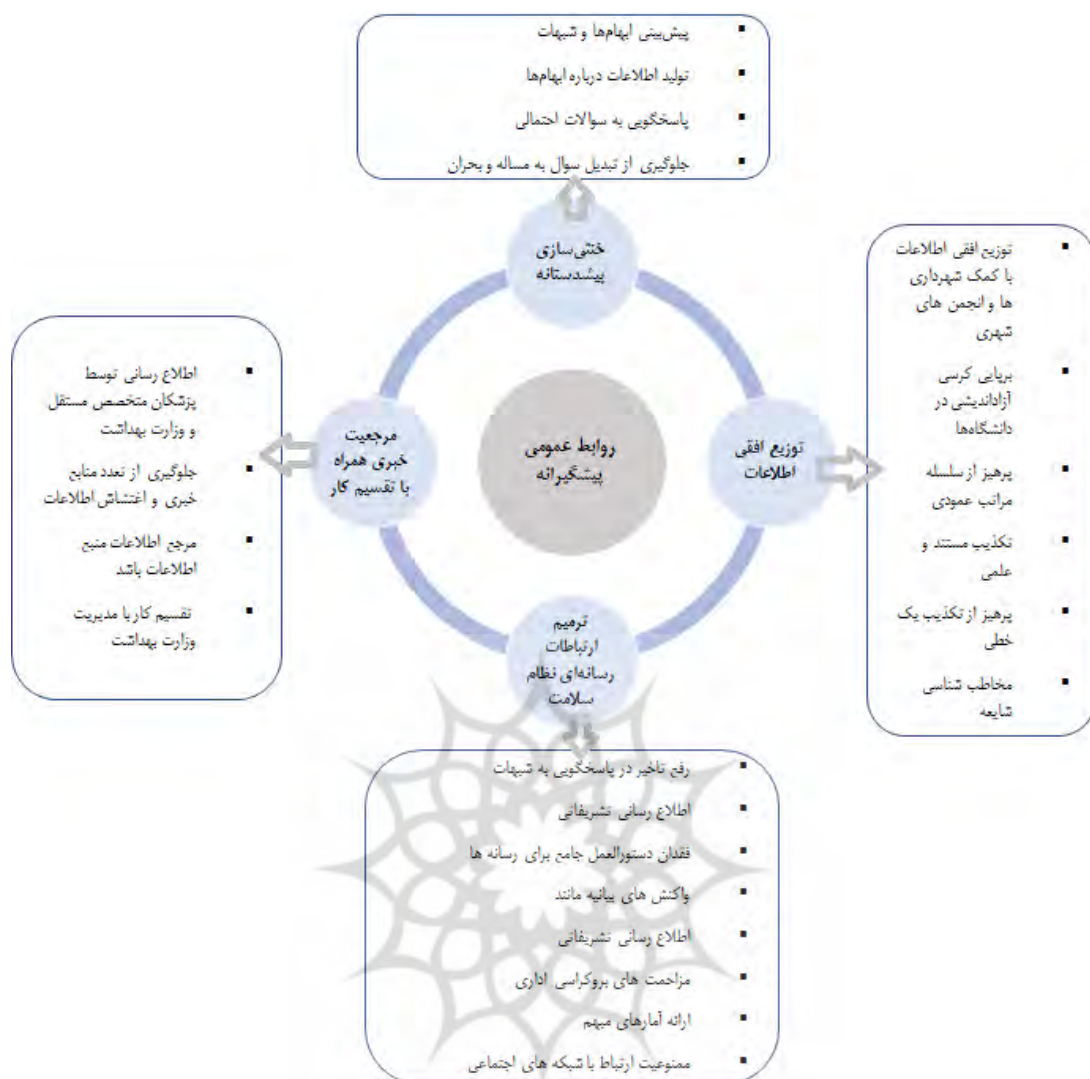 ▪ پیش‌بینی ابهام‌ها و شبهات
▪ تولید اطلاعات درباره ابهام‌ها
▪ پاسخگویی به سوالات احتمالی
▪ جلوگیری از تبدیل سوال به مساله و بحران
خنثی‌سازی
پیشدستانه
▪ توزیع افقی اطلاعات
با کمک شهرداری
ها و انجمن های
شهری
▪ برپایی کرسی
آزاداندیشی در
دانشگاه‌ها
▪ پرهیز از سلسله
مراتب عمودی
▪ تکذیب مستند و
علمی
▪ پرهیز از تکذیب یک
خطی
▪ مخاطب شناسی
شایعه
توزیع افقی
اطلاعات
روابط عمومی
پیشگیرانه
مرجعیت
خبری همراه
با تقسیم کار
▪ اطلاع رسانی توسط
پزشکان متخصص مستقل
و وزارت بهداشت
▪ جلوگیری از تعدد منابع
خبری و اغتشاش اطلاعات
▪ مرجع اطلاعات منبع
اطلاعات باشد
▪ تقسیم کار با مدیریت
وزارت بهداشت
ترمیم
ارتباطات
رسانه‌ای نظام
سلامت
▪ رفع تاخیر در پاسخگویی به شبهات
▪ اطلاع رسانی تشریفاتی
▪ فقدان دستورالعمل جامع برای رسانه ها
▪ واکنش های بیانیه مانند
▪ اطلاع رسانی تشریفاتی
▪ مزاحمت های بروکراسی اداری
▪ ارائه آمارهای مبهم
▪ ممنوعیت ارتباط با شبکه های اجتماعی